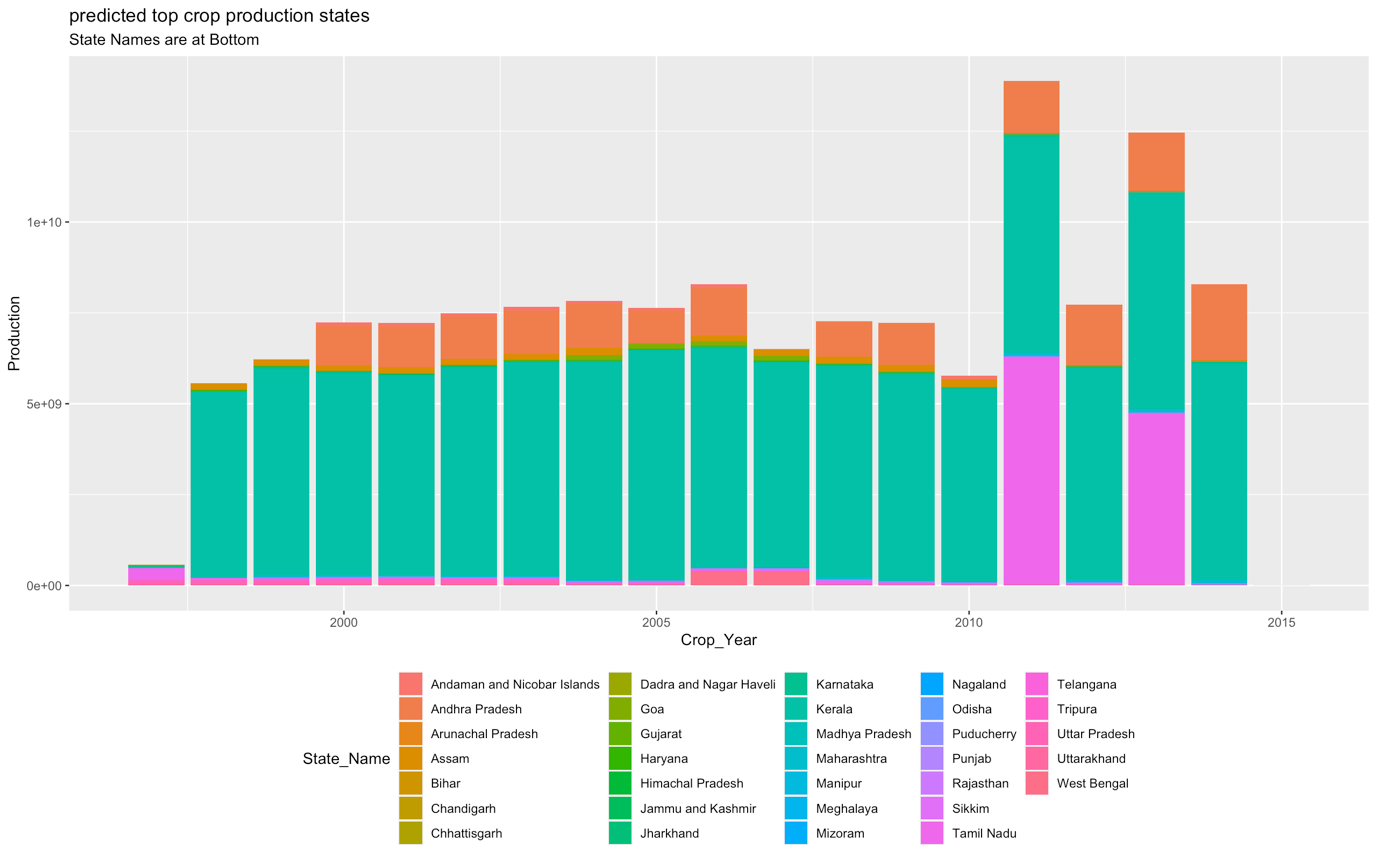 predicted top crop production states
State Names are at Bottom
Production
1e+10
5e+09
0e+00
2000 2005 2010 2015
Crop_Year
State_Name
Andaman and Nicobar Islands Dadra and Nagar Haveli Karnataka Nagaland Telangana
Andhra Pradesh Goa Kerala Odisha Tripura
Arunachal Pradesh Gujarat Madhya Pradesh Puducherry Uttar Pradesh
Assam Haryana Maharashtra Punjab Uttarakhand
Bihar Himachal Pradesh Manipur Rajasthan West Bengal
Chandigarh Jammu and Kashmir Meghalaya Sikkim
Chhattisgarh Jharkhand Mizoram Tamil Nadu